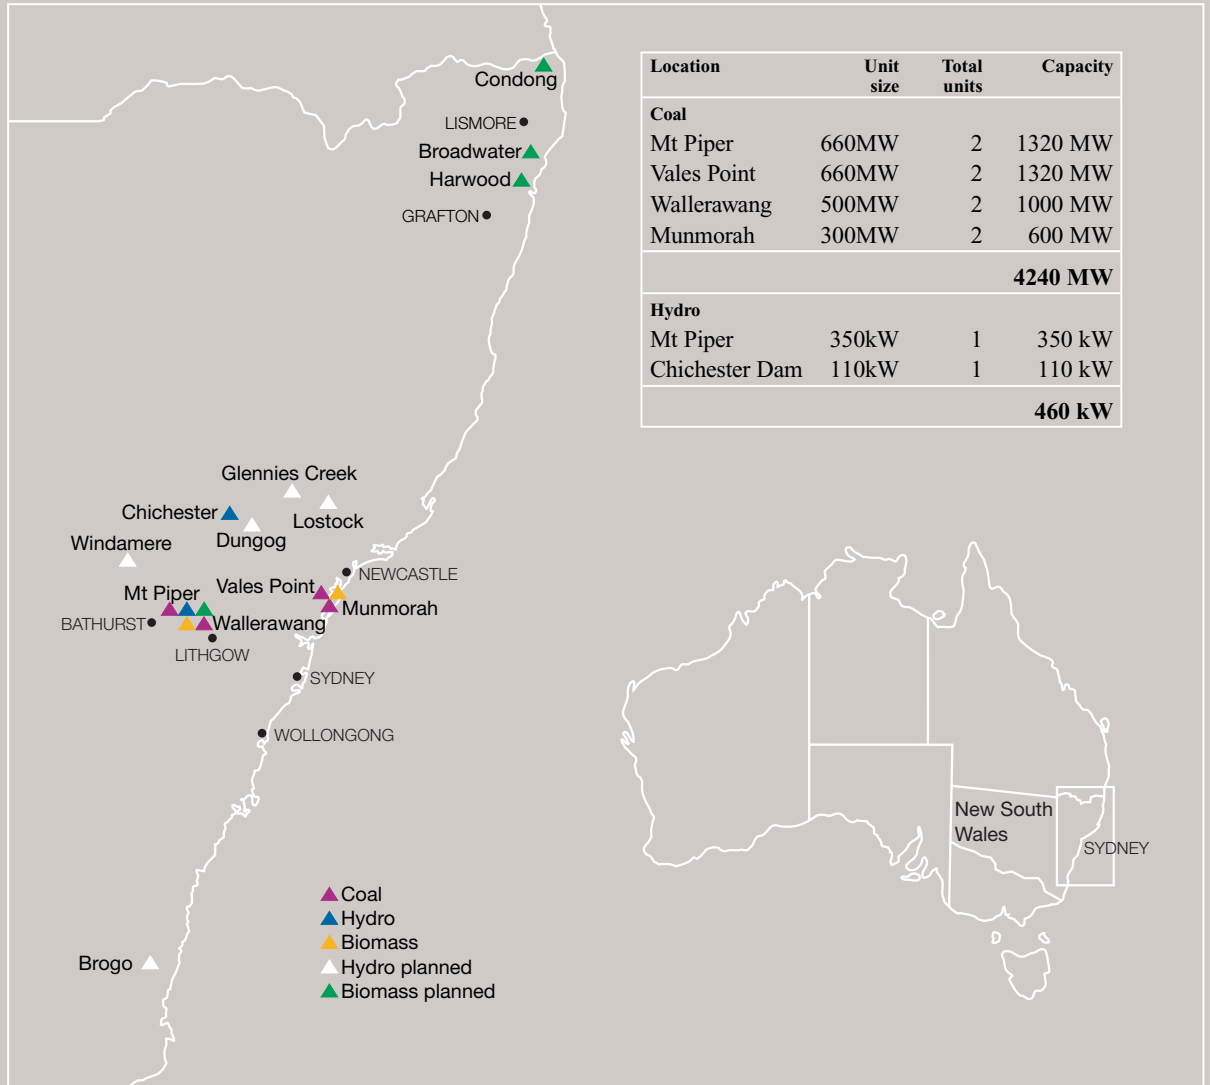 Condong
LISMORE
Broadwater
Harwood
GRAFTON
Location Unit size Total units Capacity
Coal
Mt Piper 660MW 2 1320 MW
Vales Point 660MW 2 1320 MW
Wallerawang 500MW 2 1000 MW
Munmorah 300MW 2 600 MW
4240 MW
Hydro
Mt Piper 350kW 1 350 kW
Chichester Dam 110kW 1 110 kW
460 kW
Glennies Creek
Chichester
Lostock
Dungog
Windamere
NEWCASTLE
Vales Point
Mt Piper
Munmorah
BATHURST
Wallerawang
LITHGOW
SYDNEY
WOLLONGONG
New South
Wales
SYDNEY
Coal
Hydro
Biomass
Hydro planned
Biomass planned
Brogo